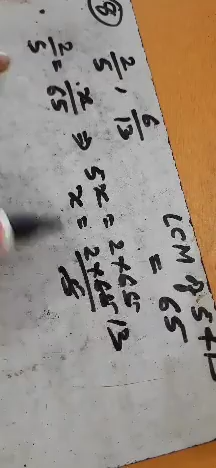 ⑧ 2/5 , 6/13 LCM of 5 +
= 65
2/5 = x/65 ⇒ 5x = 2×65
x = 2×65 13 / 5